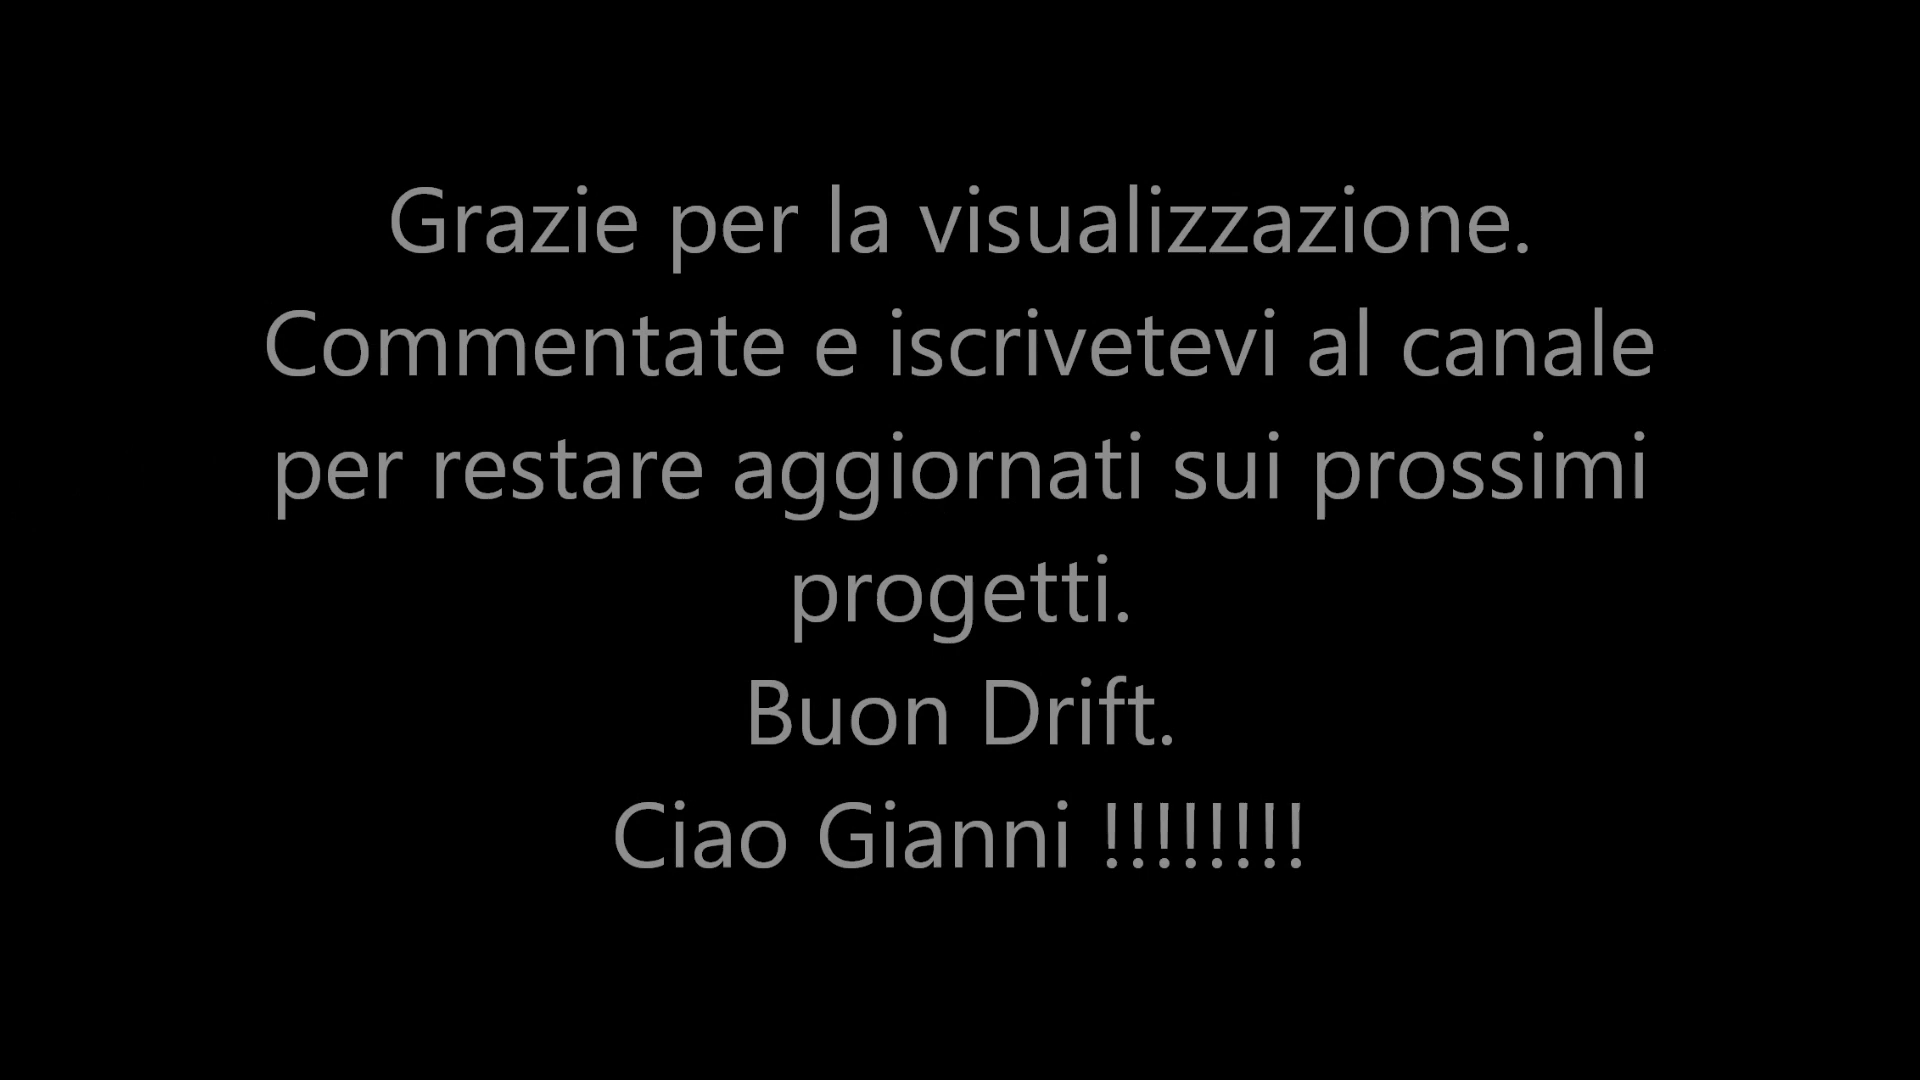 Grazie per la visualizzazione.
Commentate e iscrivetevi al canale
per restare aggiornati sui prossimi
progetti.
Buon Drift.
Ciao Gianni !!!!!!!!